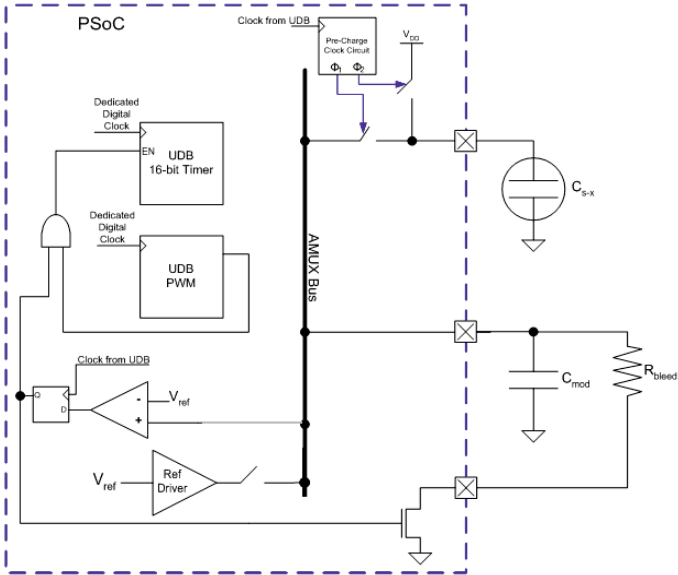 PSoC
Clock from UDB
Pre-Charge
Clock Circuit
Φ1 Φ2
VDD
Dedicated
Digital
Clock
EN
UDB
16-bit Timer
Cs-x
Dedicated
Digital
Clock
UDB
PWM
AMUX Bus
Clock from UDB
Q
D
-
+
Vref
Cmod
Rbleed
Vref
Ref
Driver